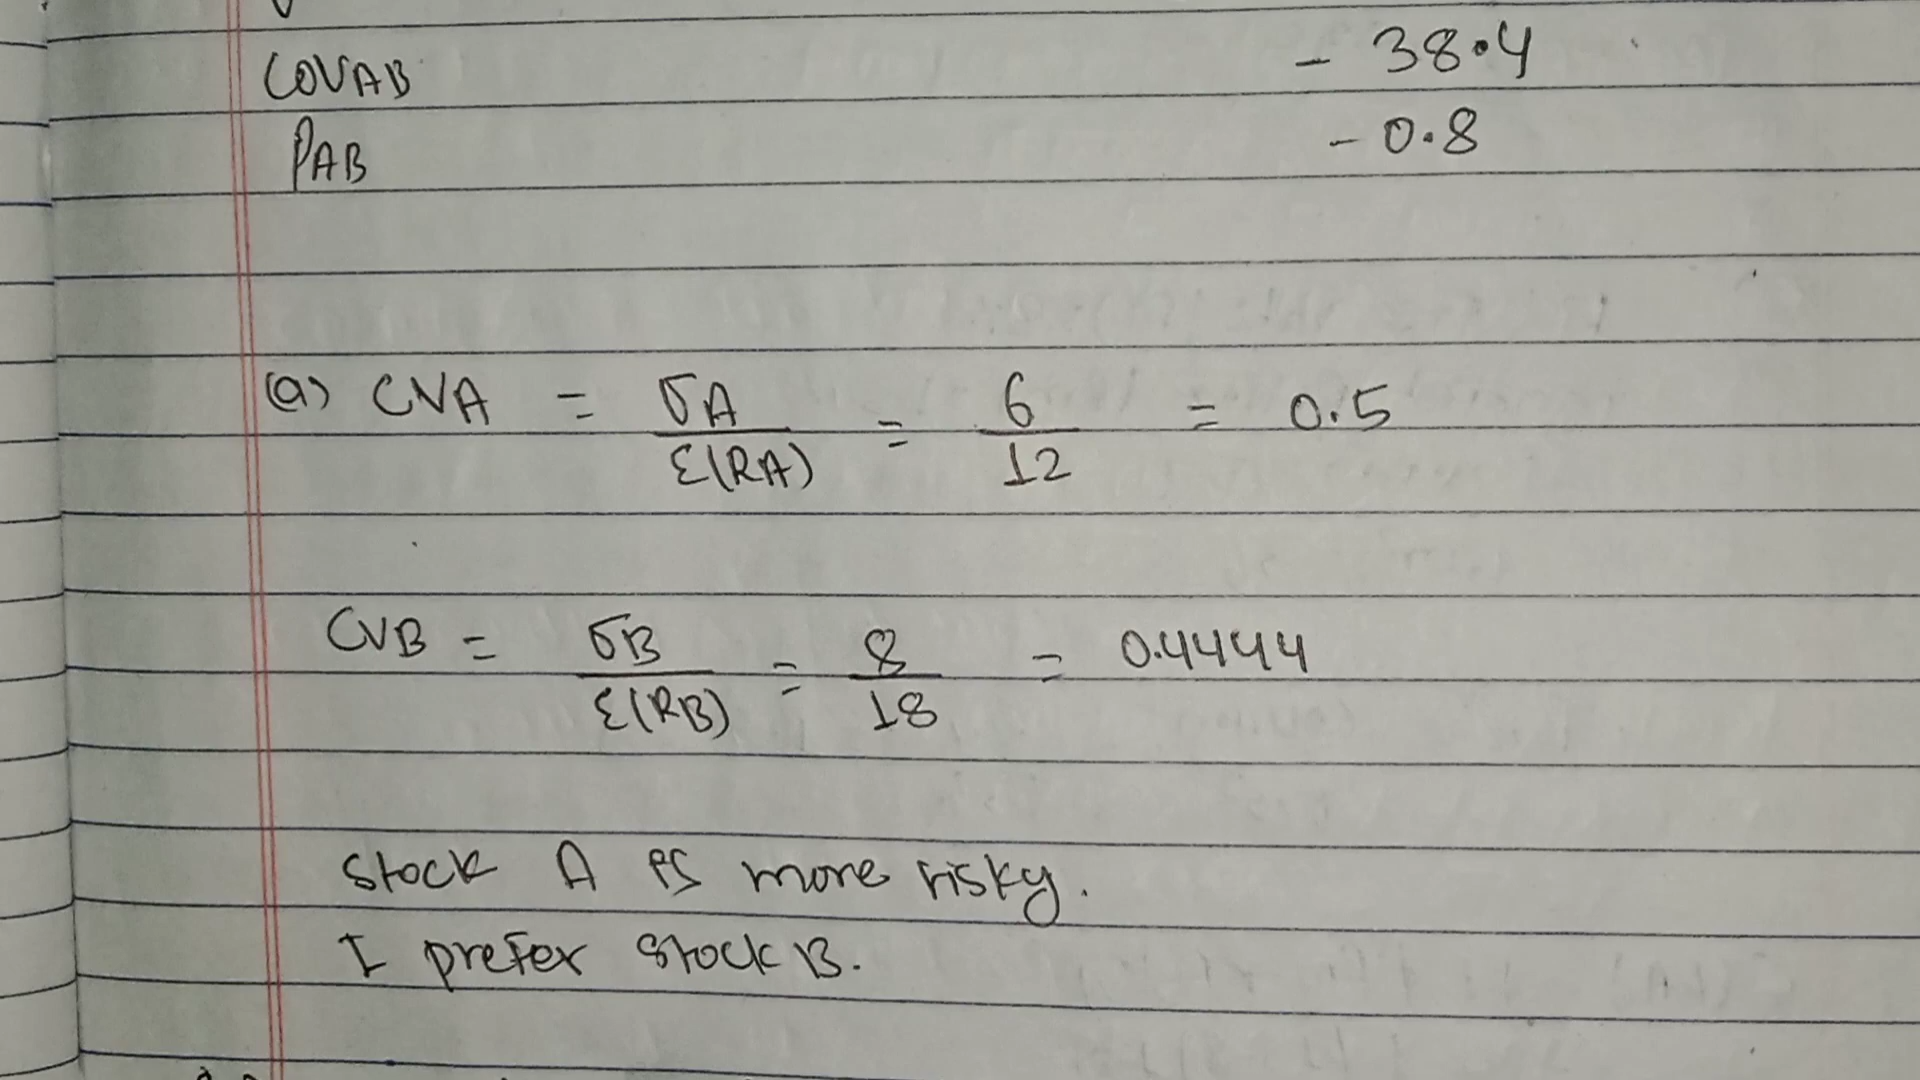 COVAB - 38.4
PAB - 0.8
(a) CVA = σA / E(RA) = 6 / 12 = 0.5
CVB = σB / E(RB) = 8 / 18 = 0.4444
Stock A is more risky.
I prefer stock B.